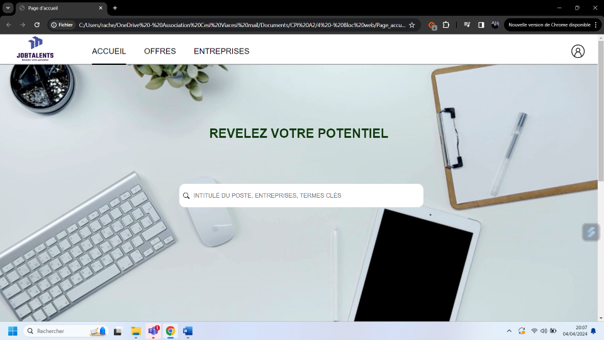 Page d'accueil
Fichier
C:/Users/rache/OneDrive%20-%20Association%20Cesi%20Viacesi%20mail/Documents/CPI%20A2/4%20-%20Bloc%20web/Page_accu...
Nouvelle version de Chrome disponible
JOBTALENTS
ACCUEIL
OFFRES
ENTREPRISES
REVELEZ VOTRE POTENTIEL
INTITULÉ DU POSTE, ENTREPRISES, TERMES CLÉS
Rechercher
20:07
04/04/2024